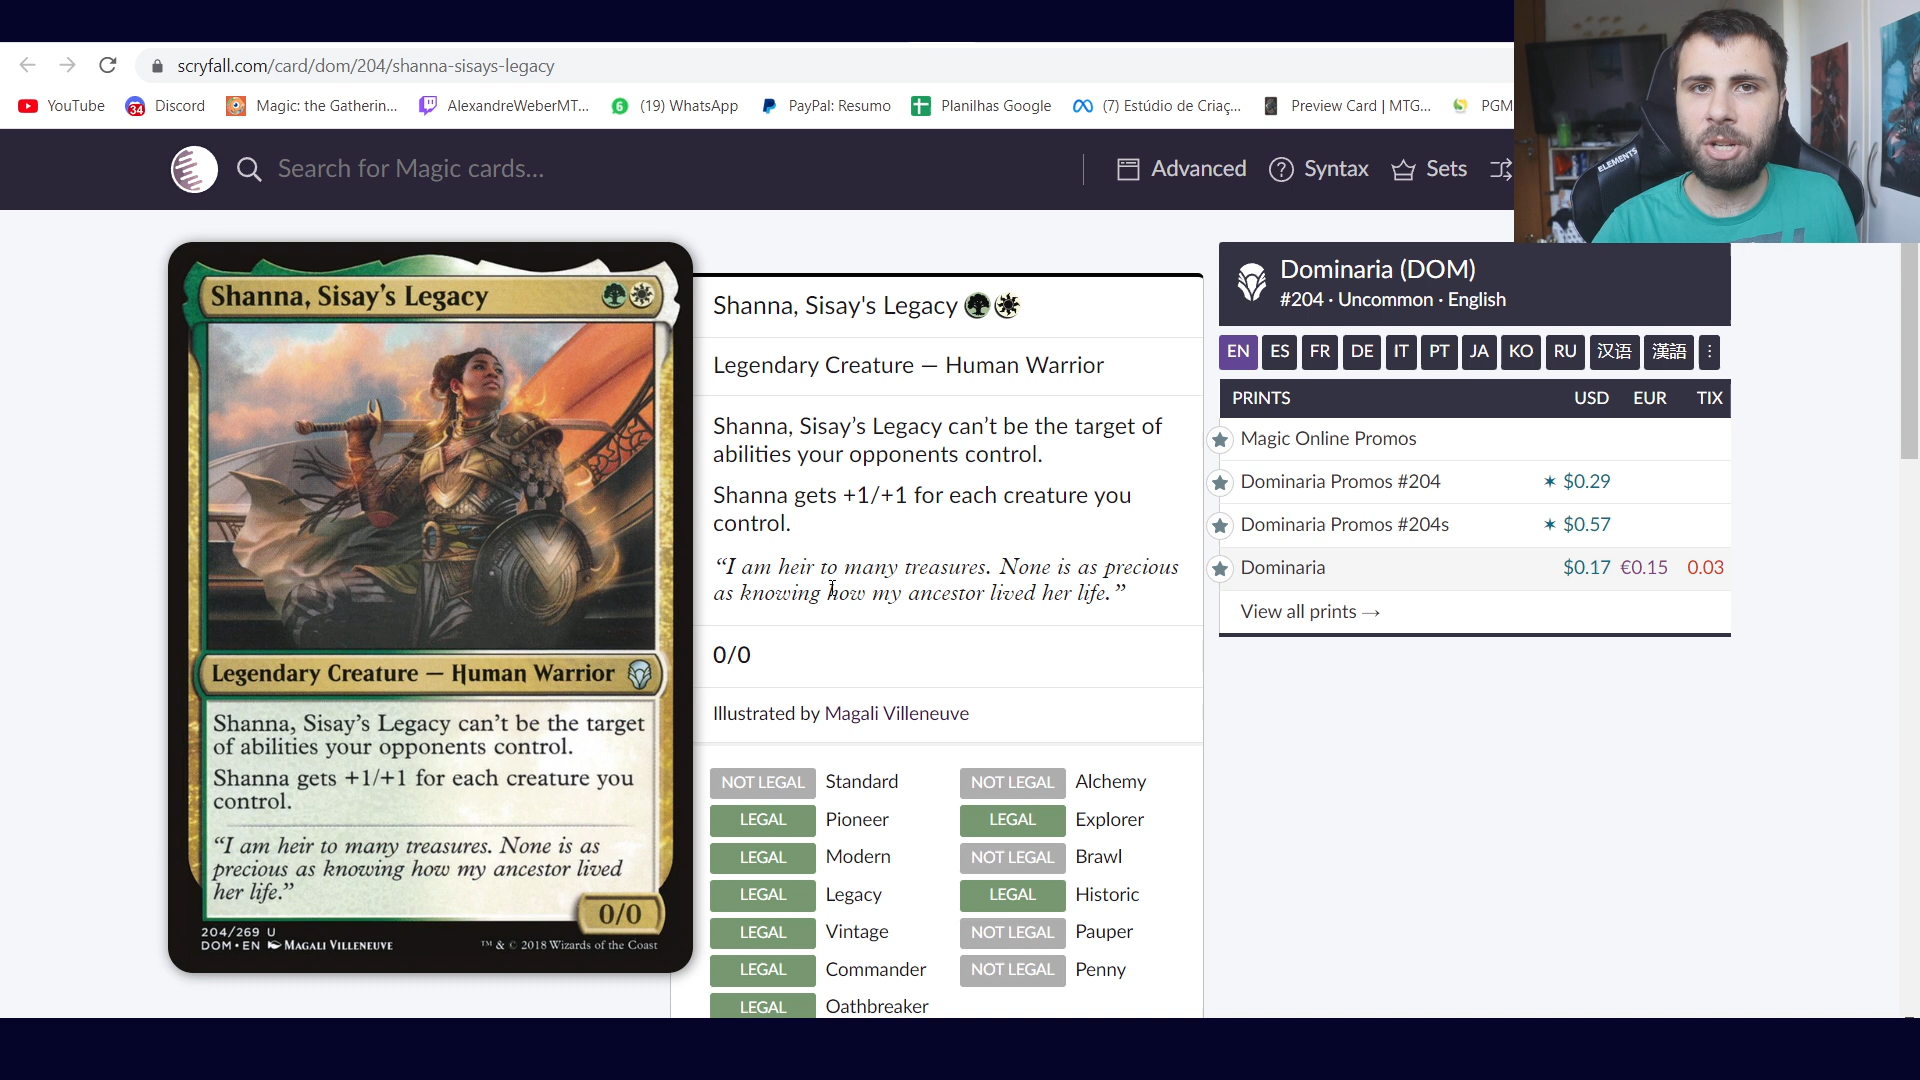 scryfall.com/card/dom/204/shanna-sisays-legacy
YouTube
34 Discord
Magic: the Gatherin...
AlexandreWeberMT...
6 (19) WhatsApp
PayPal: Resumo
Planilhas Google
(7) Estúdio de Criaç...
Preview Card | MTG...
PGM
ELEMENTS
Search for Magic cards...
Advanced
Syntax
Sets
Shanna, Sisay's Legacy
Legendary Creature — Human Warrior
Shanna, Sisay's Legacy can't be the target
of abilities your opponents control.
Shanna gets +1/+1 for each creature you
control.
“I am heir to many treasures. None is as
precious as knowing how my ancestor lived
her life.”
0/0
204/269 U
DOM • EN MAGALI VILLENEUVE
™ & © 2018 Wizards of the Coast
Shanna, Sisay's Legacy
Legendary Creature — Human Warrior
Shanna, Sisay’s Legacy can’t be the target of
abilities your opponents control.
Shanna gets +1/+1 for each creature you
control.
“I am heir to many treasures. None is as precious
as knowing how my ancestor lived her life.”
0/0
Illustrated by Magali Villeneuve
NOT LEGAL Standard NOT LEGAL Alchemy
LEGAL Pioneer LEGAL Explorer
LEGAL Modern NOT LEGAL Brawl
LEGAL Legacy LEGAL Historic
LEGAL Vintage NOT LEGAL Pauper
LEGAL Commander NOT LEGAL Penny
LEGAL Oathbreaker
Dominaria (DOM)
#204 · Uncommon · English
EN ES FR DE IT PT JA KO RU 汉语 漢語
PRINTS USD EUR TIX
Magic Online Promos
Dominaria Promos #204 $0.29
Dominaria Promos #204s $0.57
Dominaria $0.17 €0.15 0.03
View all prints →